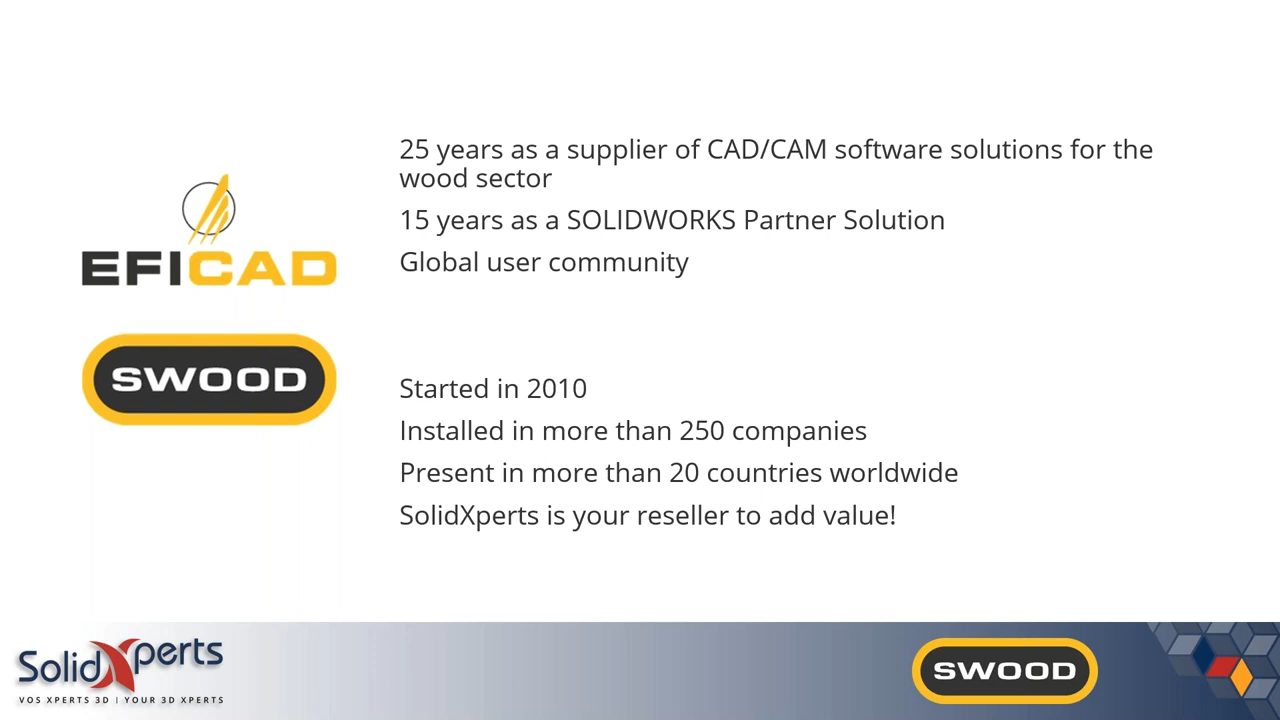 25 years as a supplier of CAD/CAM software solutions for the
wood sector
15 years as a SOLIDWORKS Partner Solution
Global user community
EFICAD
SWOOD
Started in 2010
Installed in more than 250 companies
Present in more than 20 countries worldwide
SolidXperts is your reseller to add value!
SolidXperts
VOS XPERTS 3D | YOUR 3D XPERTS
SWOOD